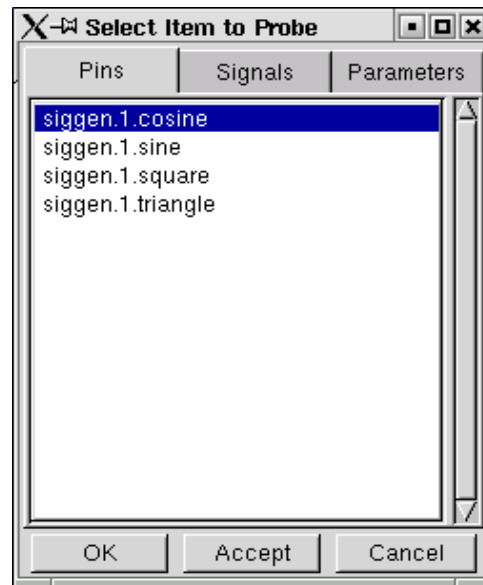 Select Item to Probe
Pins Signals Parameters
siggen.1.cosine
siggen.1.sine
siggen.1.square
siggen.1.triangle
OK Accept Cancel